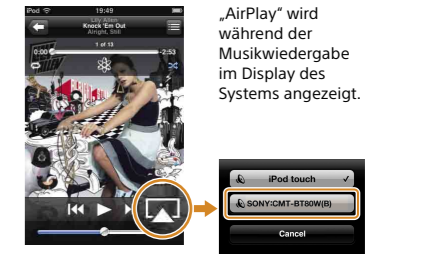 iPod
19:49
Lily Allen
Knock 'Em Out
Alright, Still
1 of 13
0:00
-2:53
„AirPlay“ wird
während der
Musikwiedergabe
im Display des
Systems angezeigt.
iPod touch
SONY:CMT-BT80W(B)
Cancel